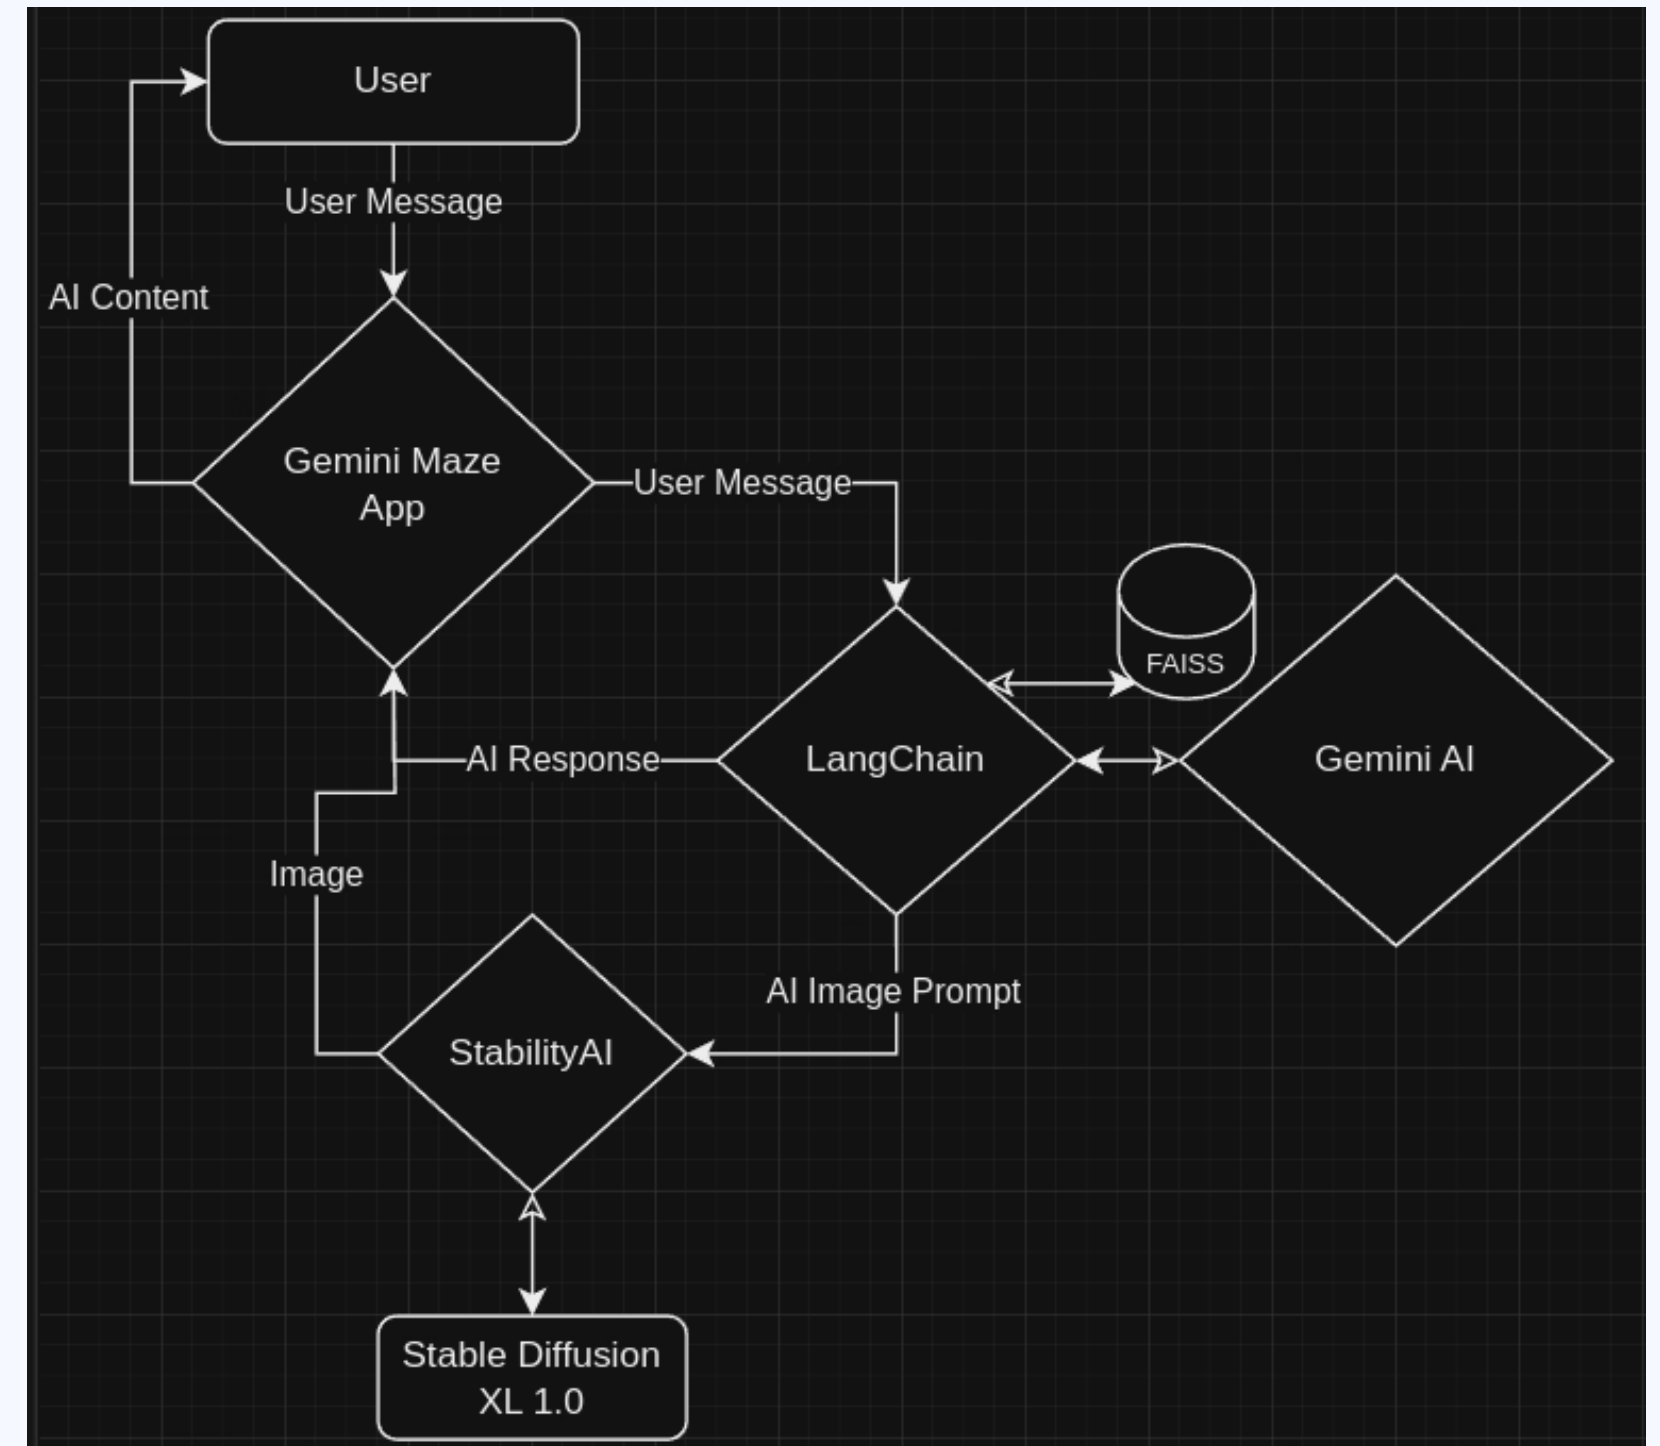 User
User Message
AI Content
Gemini Maze
App
User Message
FAISS
AI Response
LangChain
Gemini AI
Image
AI Image Prompt
StabilityAI
Stable Diffusion
XL 1.0